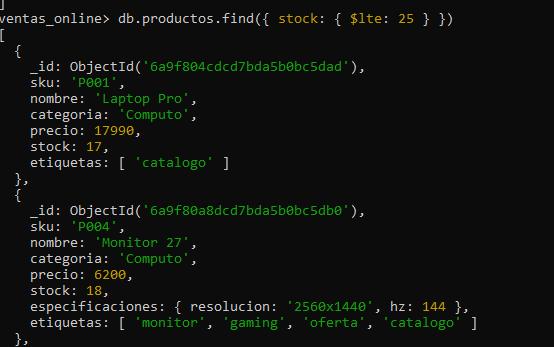 ]
ventas_online> db.productos.find({ stock: { $lte: 25 } })
[
  {
    _id: ObjectId('6a9f804cdcd7bda5b0bc5dad'),
    sku: 'P001',
    nombre: 'Laptop Pro',
    categoria: 'Computo',
    precio: 17990,
    stock: 17,
    etiquetas: [ 'catalogo' ]
  },
  {
    _id: ObjectId('6a9f80a8dcd7bda5b0bc5db0'),
    sku: 'P004',
    nombre: 'Monitor 27',
    categoria: 'Computo',
    precio: 6200,
    stock: 18,
    especificaciones: { resolucion: '2560x1440', hz: 144 },
    etiquetas: [ 'monitor', 'gaming', 'oferta', 'catalogo' ]
  },